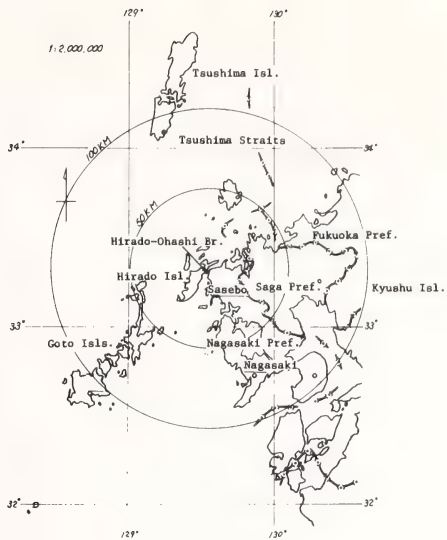 129°
130°
1:2,000,000
Tsushima Isl.
Tsushima Straits
34°
34°
100KM
50KM
Fukuoka Pref.
Hirado-Ohashi Br.
Hirado Isl.
Saga Pref.
Kyushu Isl.
Sasebo
33°
33°
Goto Isls.
Nagasaki Pref.
Nagasaki
32°
32°
129°
130°